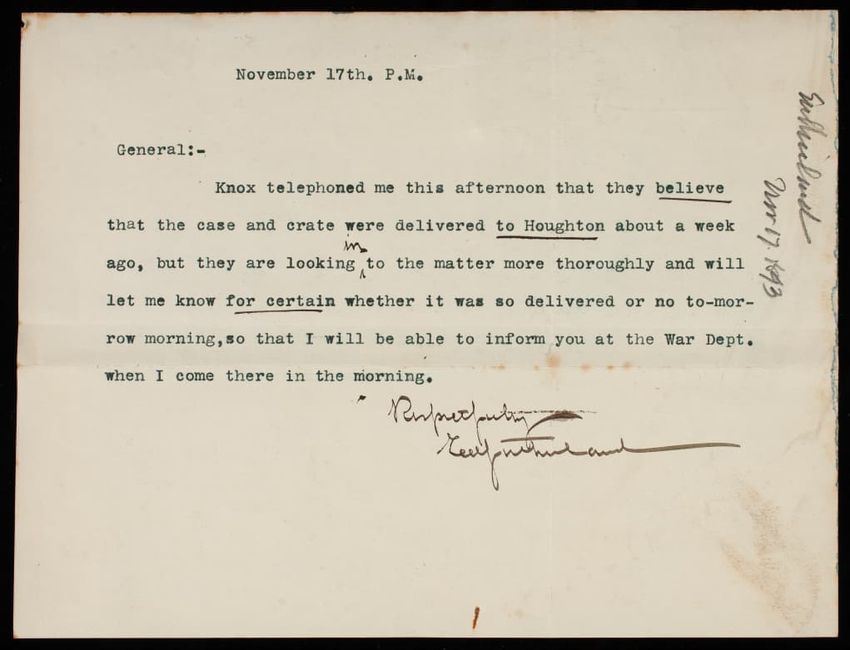 November 17th. P.M.
General:-
Knox telephoned me this afternoon that they believe
that the case and crate were delivered to Houghton about a week
in
ago, but they are looking to the matter more thoroughly and will
let me know for certain whether it was so delivered or no to-mor-
row morning,so that I will be able to inform you at the War Dept.
when I come there in the morning.
Respectfully
Sutherland
Nov 17. 1893